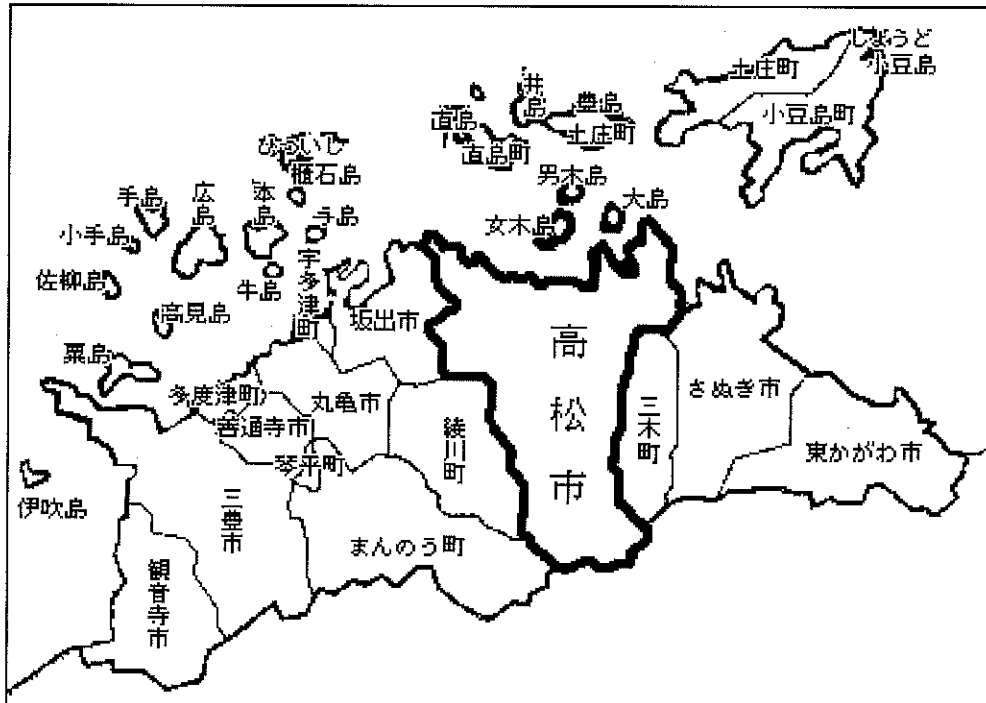 しょうど
小豆島
土庄町
小豆島町
井島
豊島
土庄町
直島
直島町
男木島
大島
女木島
ひついし
櫃石島
手島
広島
本島
与島
小手島
佐柳島
牛島
宇多津町
高見島
坂出市
粟島
多度津町
丸亀市
善通寺市
琴平町
綾川町
高松市
三木町
さぬき市
東かがわ市
伊吹島
三豊市
まんのう町
観音寺市